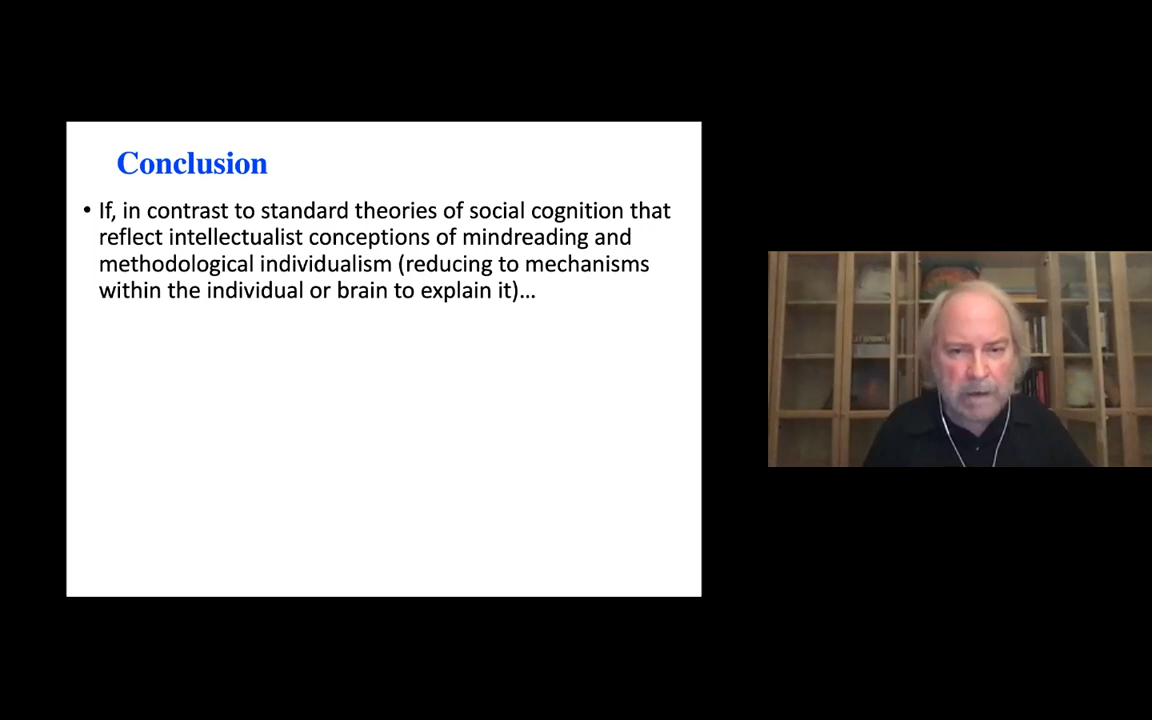 Conclusion
• If, in contrast to standard theories of social cognition that
reflect intellectualist conceptions of mindreading and
methodological individualism (reducing to mechanisms
within the individual or brain to explain it)…